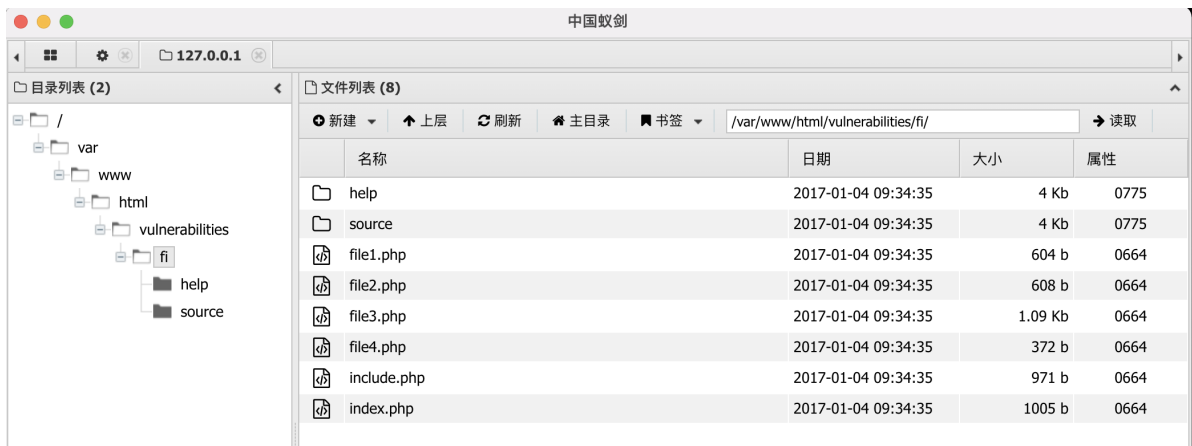 中国蚁剑
127.0.0.1
目录列表 (2)
文件列表 (8)
新建 上层 刷新 主目录 书签 /var/www/html/vulnerabilities/fi/ 读取
/
var
www
html
vulnerabilities
fi
help
source
名称 日期 大小 属性
help 2017-01-04 09:34:35 4 Kb 0775
source 2017-01-04 09:34:35 4 Kb 0775
file1.php 2017-01-04 09:34:35 604 b 0664
file2.php 2017-01-04 09:34:35 608 b 0664
file3.php 2017-01-04 09:34:35 1.09 Kb 0664
file4.php 2017-01-04 09:34:35 372 b 0664
include.php 2017-01-04 09:34:35 971 b 0664
index.php 2017-01-04 09:34:35 1005 b 0664